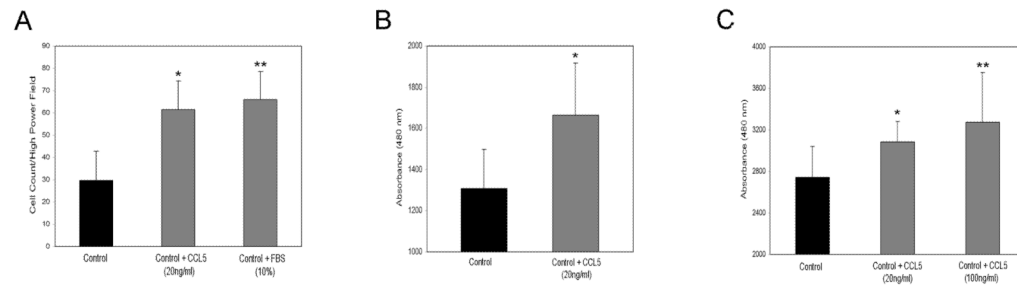 A
B
C
Cell Count/High Power Field
90
80
70
60
50
40
30
20
10
0
*
**
Control
Control + CCL5
(20ng/ml)
Control + FBS
(10%)
Absorbance (480 nm)
2000
1800
1600
1400
1200
1000
*
Control
Control + CCL5
(20ng/ml)
Absorbance (480 nm)
4000
3600
3200
2800
2400
2000
*
**
Control
Control + CCL5
(20ng/ml)
Control + CCL5
(100ng/ml)